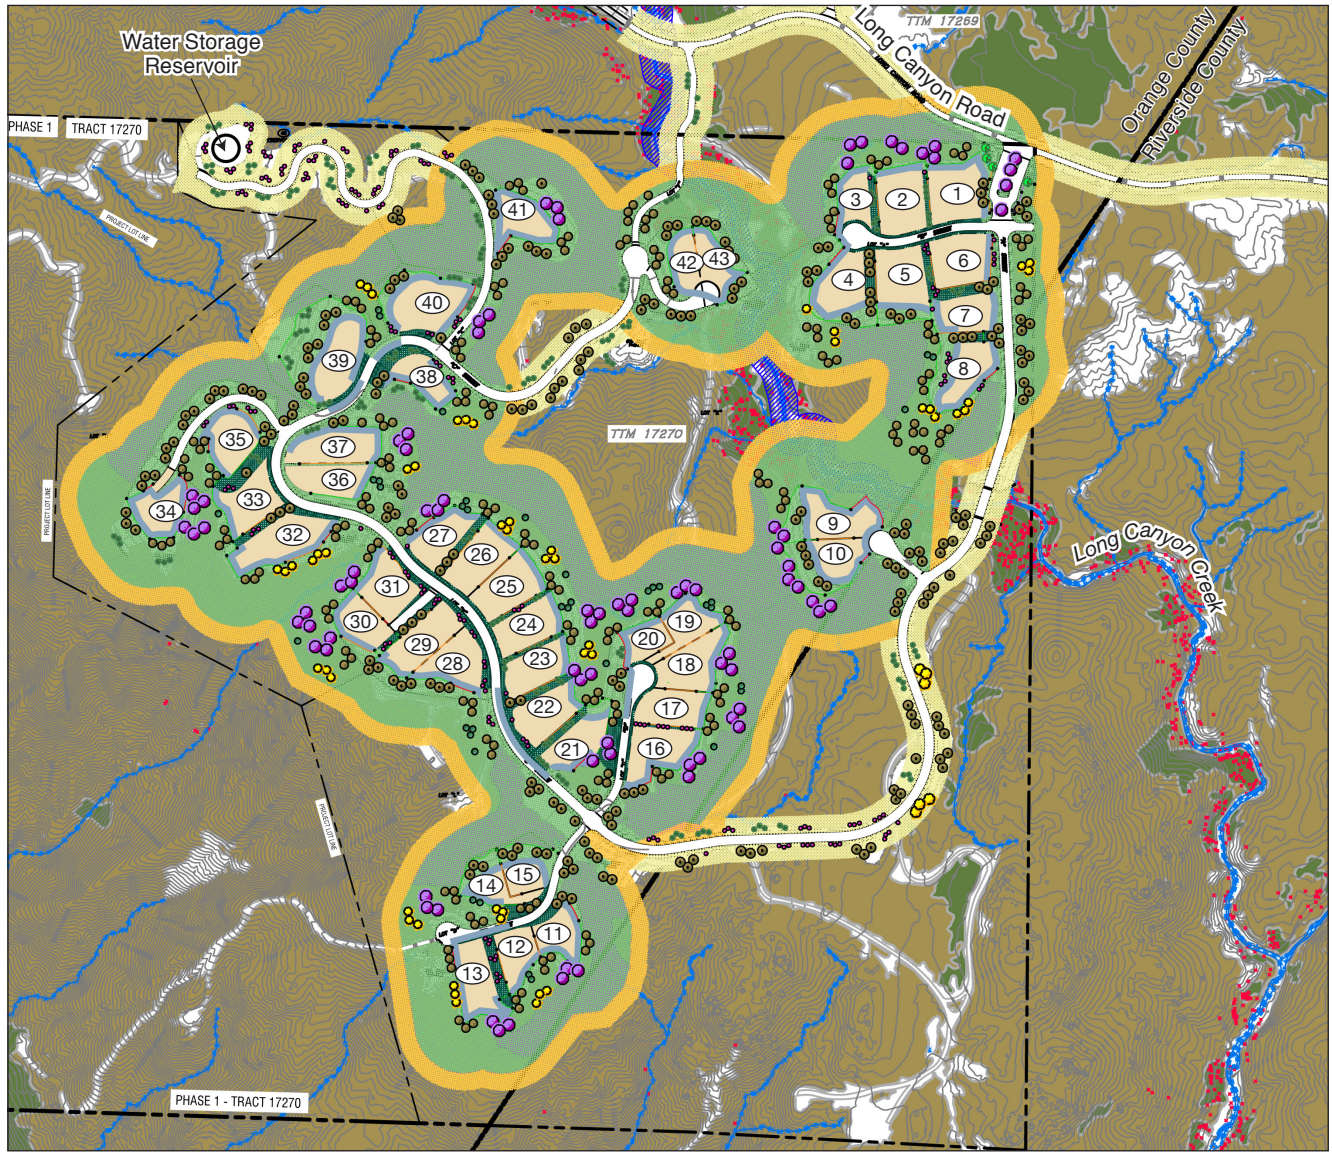 TTM 17269
Water Storage
Reservoir
Long Canyon Road
Orange County
Riverside County
PHASE 1
TRACT 17270
PROJECT LOT LINE
1
2
3
41
42
43
4
5
6
7
8
40
39
38
TTM 17270
35
37
36
34
33
32
9
10
Long Canyon
Creek
27
26
25
31
30
29
28
24
23
22
21
20
19
18
17
16
PROJECT LOT LINE
PROJECT LOT LINE
15
14
13
12
11
PHASE 1 - TRACT 17270